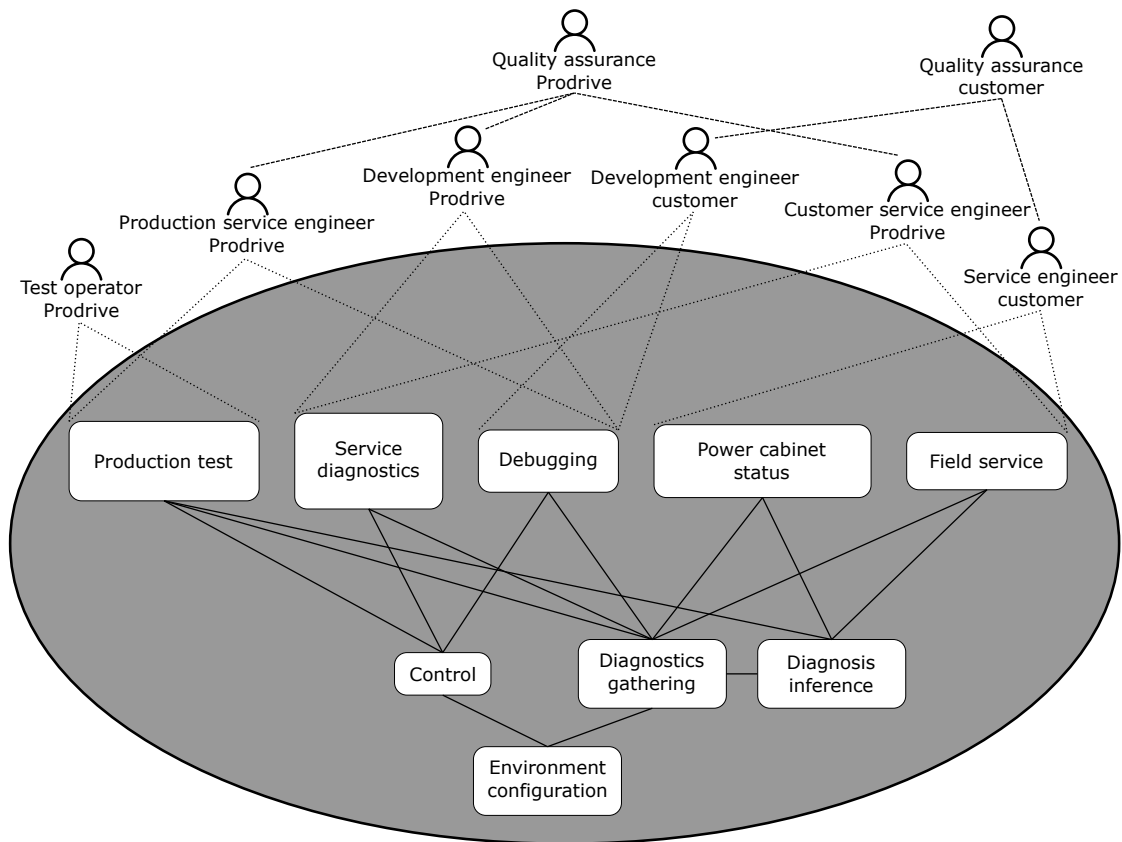 Quality assurance
Prodrive
Quality assurance
customer
Development engineer
Prodrive
Development engineer
customer
Production service engineer
Prodrive
Customer service engineer
Prodrive
Test operator
Prodrive
Service engineer
customer
Production test
Service
diagnostics
Debugging
Power cabinet
status
Field service
Control
Diagnostics
gathering
Diagnosis
inference
Environment
configuration